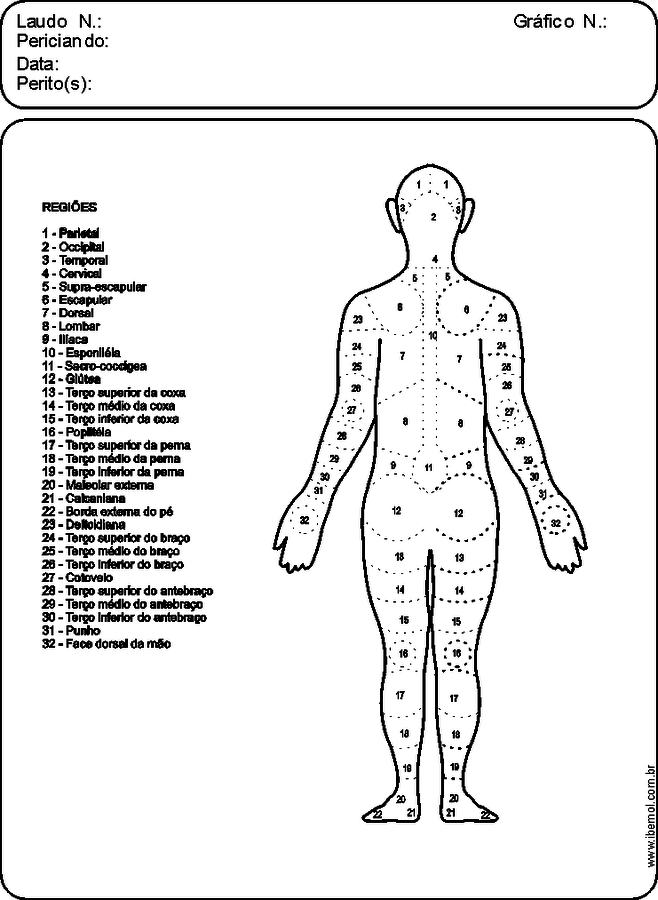 Laudo N.: Gráfico N.:
Periciando:
Data:
Perito(s):
REGIÕES
1 - Parietal
2 - Occipital
3 - Temporal
4 - Cervical
5 - Supra-escapular
6 - Escapular
7 - Dorsal
8 - Lombar
9 - Ilíaca
10 - Esponiléia
11 - Sacro-coccígea
12 - Glútea
13 - Terço superior da coxa
14 - Terço médio da coxa
15 - Terço inferior da coxa
16 - Poplitéia
17 - Terço superior da perna
18 - Terço médio da perna
19 - Terço inferior da perna
20 - Maleolar externa
21 - Calcaniana
22 - Borda externa do pé
23 - Deltoidiana
24 - Terço superior do braço
25 - Terço médio do braço
26 - Terço inferior do braço
27 - Cotovelo
28 - Terço superior do antebraço
29 - Terço médio do antebraço
30 - Terço inferior do antebraço
31 - Punho
32 - Face dorsal da mão
1 1
3 2 3
4
5 5
6 6
23 23
10
24 24
7 7
25 25
26 26
27 27
8 8
28 28
29 29
9 11 9
30 30
31 31
12 12
32 32
13 13
14 14
15 15
16 16
17 17
18 18
19 19
20 20
22 21 21 22
www.ibemol.com.br